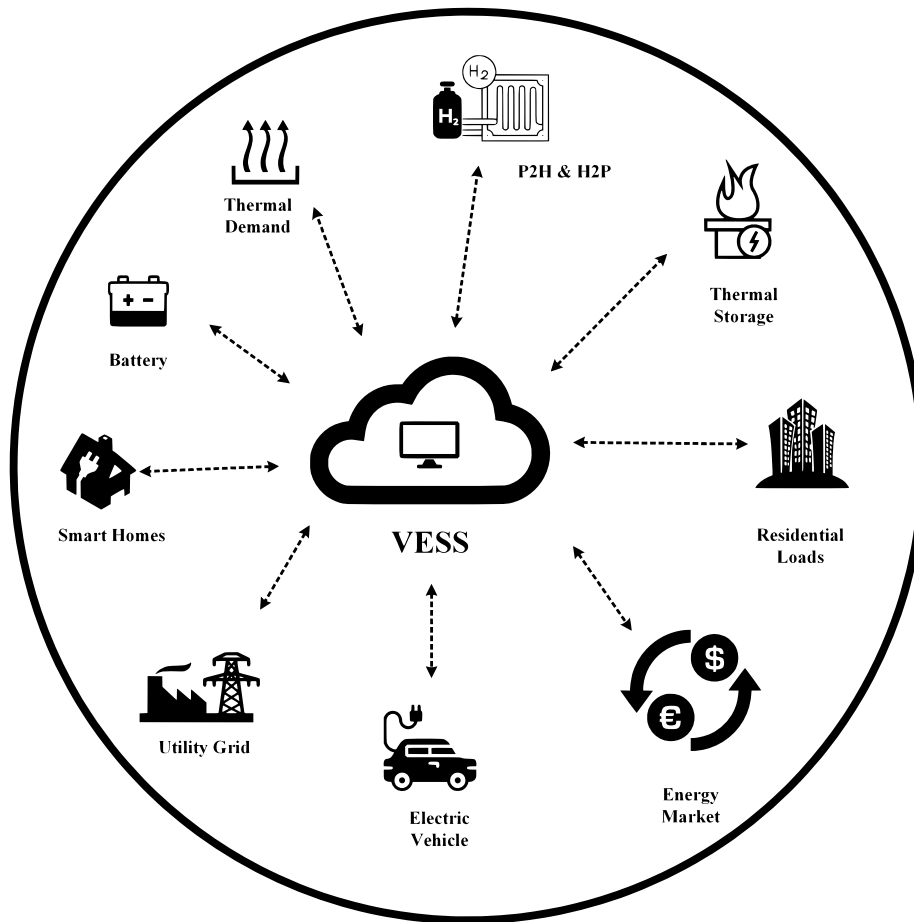 H2
H2
P2H & H2P
Thermal
Demand
Thermal
Storage
+ -
Battery
VESS
Smart Homes
Residential
Loads
Utility Grid
$
€
Electric
Vehicle
Energy
Market